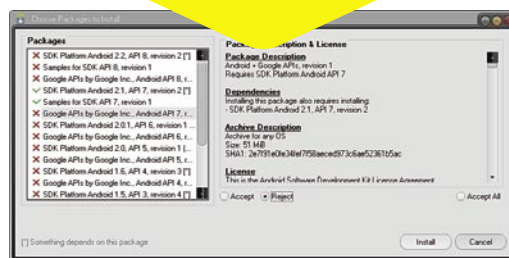 Choose Packages to Install
Packages
SDK Platform Android 2.2, API 8, revision 2 [*]
Samples for SDK API 8, revision 1
Google APIs by Google Inc., Android API 8, r...
SDK Platform Android 2.1, API 7, revision 2 [*]
Samples for SDK API 7, revision 1
Google APIs by Google Inc., Android API 7, r...
SDK Platform Android 2.0.1, API 6, revision 1 ...
Google APIs by Google Inc., Android API 6, r...
SDK Platform Android 2.0, API 5, revision 1 [...
Google APIs by Google Inc., Android API 5, r...
SDK Platform Android 1.6, API 4, revision 3 [*]
Google APIs by Google Inc., Android API 4, r...
SDK Platform Android 1.5, API 3, revision 4 [*]
Package Description & License
Package Description
Android + Google APIs, revision 1
Requires SDK Platform Android API 7
Dependencies
Installing this package also requires installing:
- SDK Platform Android 2.1, API 7, revision 2
Archive Description
Archive for any OS
Size: 51 MiB
License
This is the Android Software Development Kit License Agreement.
Accept
Reject
Accept All
[*] Something depends on this package
Install
Cancel